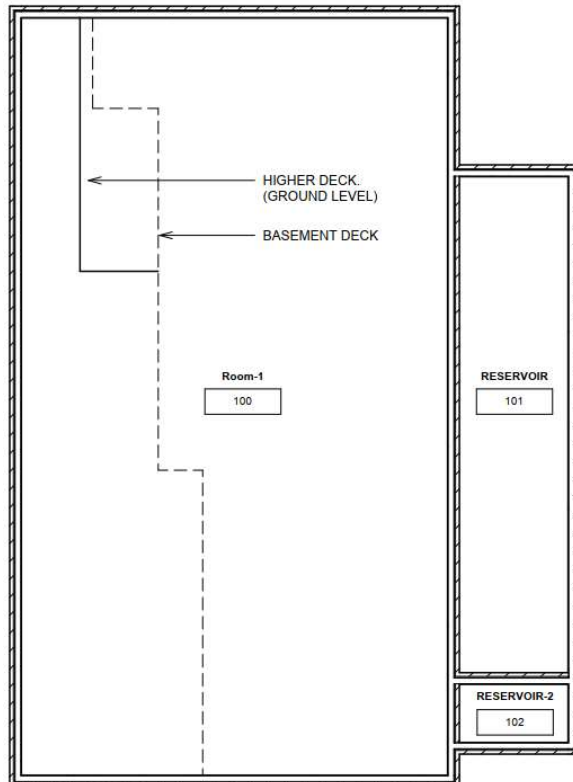 HIGHER DECK.
(GROUND LEVEL)
BASEMENT DECK
Room-1
100
RESERVOIR
101
RESERVOIR-2
102